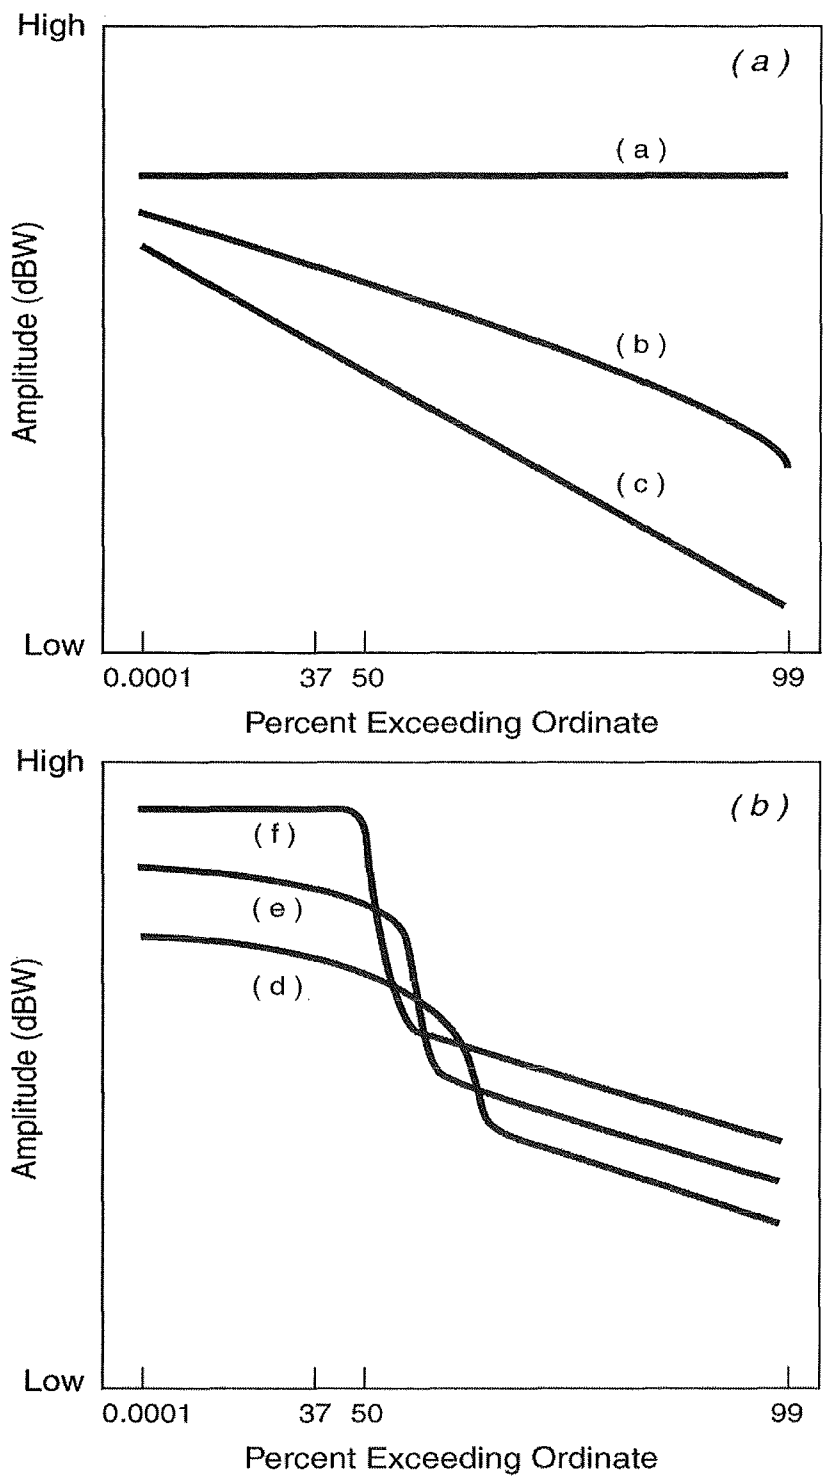 High
( a )
( a )
( b )
( c )
Amplitude (dBW)
Low
0.0001 37 50 99
Percent Exceeding Ordinate
High
( b )
( f )
( e )
( d )
Amplitude (dBW)
Low
0.0001 37 50 99
Percent Exceeding Ordinate